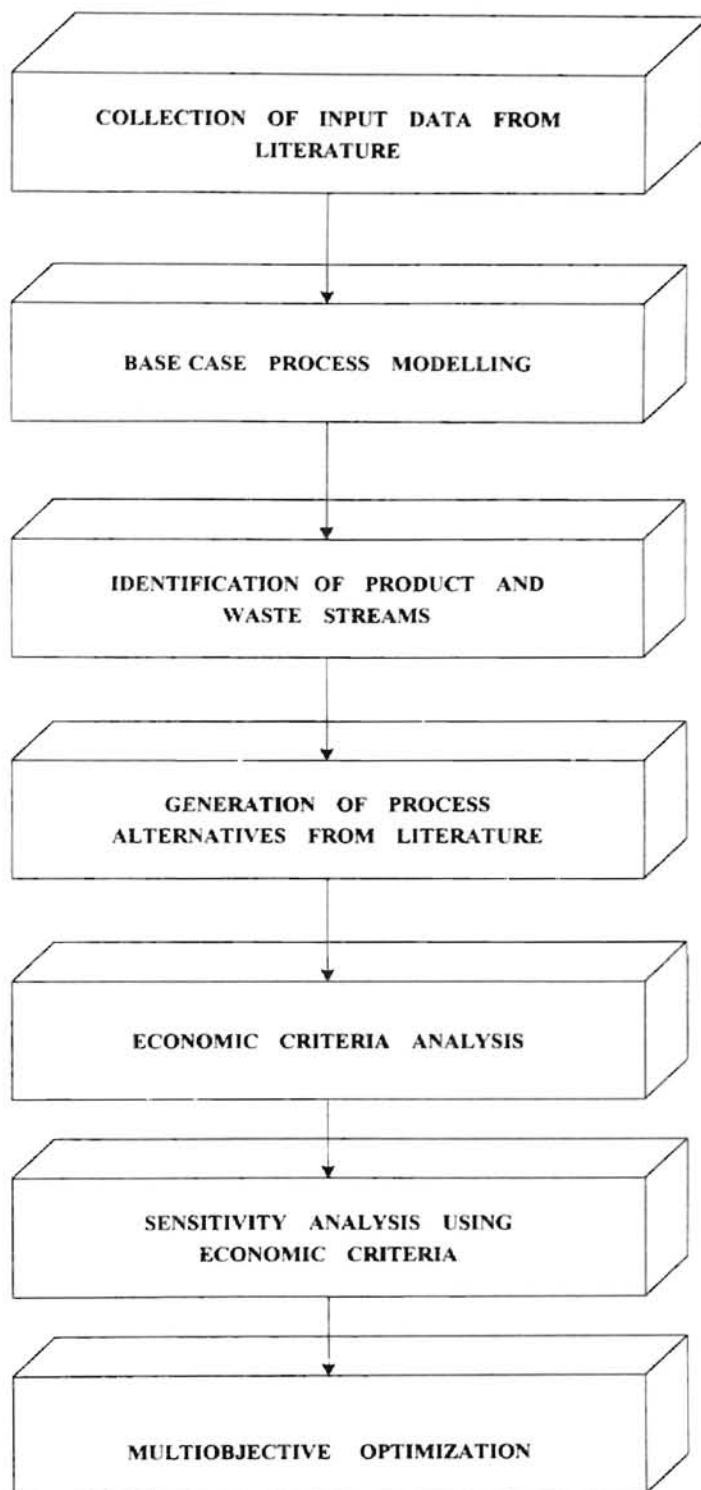 COLLECTION OF INPUT DATA FROM
LITERATURE
BASE CASE PROCESS MODELLING
IDENTIFICATION OF PRODUCT AND
WASTE STREAMS
GENERATION OF PROCESS
ALTERNATIVES FROM LITERATURE
ECONOMIC CRITERIA ANALYSIS
SENSITIVITY ANALYSIS USING
ECONOMIC CRITERIA
MULTIOBJECTIVE OPTIMIZATION